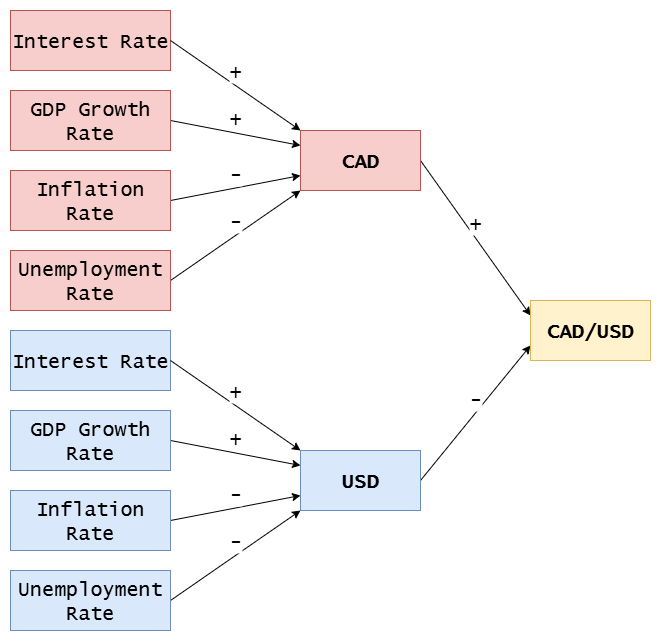 Interest Rate
+
GDP Growth
Rate
+
Inflation
Rate
-
Unemployment
Rate
-
CAD
+
Interest Rate
+
GDP Growth
Rate
+
Inflation
Rate
-
Unemployment
Rate
-
USD
-
CAD/USD